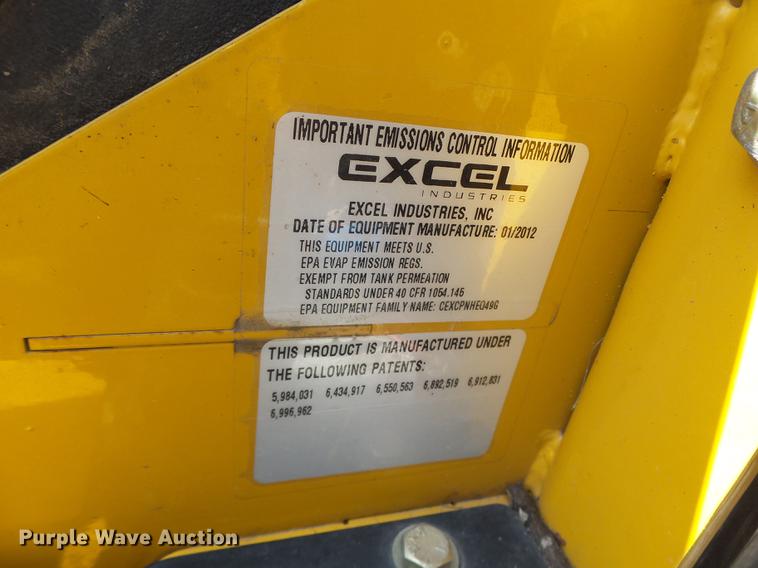 IMPORTANT EMISSIONS CONTROL INFORMATION
EXCEL
INDUSTRIES
EXCEL INDUSTRIES, INC
DATE OF EQUIPMENT MANUFACTURE: 01/2012
THIS EQUIPMENT MEETS U.S.
EPA EVAP EMISSION REGS.
EXEMPT FROM TANK PERMEATION
STANDARDS UNDER 40 CFR 1054.145
EPA EQUIPMENT FAMILY NAME: CEXCPNHEQ49G
THIS PRODUCT IS MANUFACTURED UNDER
THE FOLLOWING PATENTS:
5,984,031 6,434,917 6,550,563 6,892,519 6,912,831
6,996,962
Purple Wave Auction